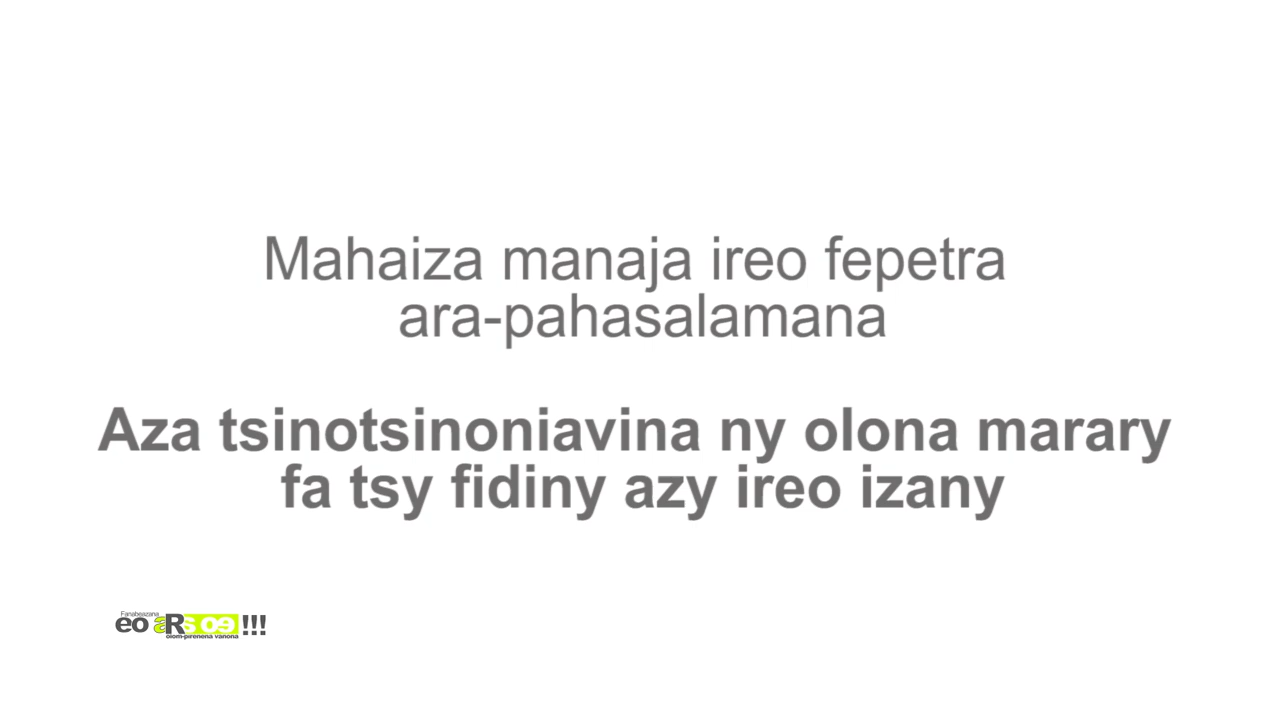 Mahaiza manaja ireo fepetra
ara-pahasalamana
Aza tsinotsinoniavina ny olona marary
fa tsy fidiny azy ireo izany
Fanabeazana
eo aRs oe !!!
olom-pirenena vanona